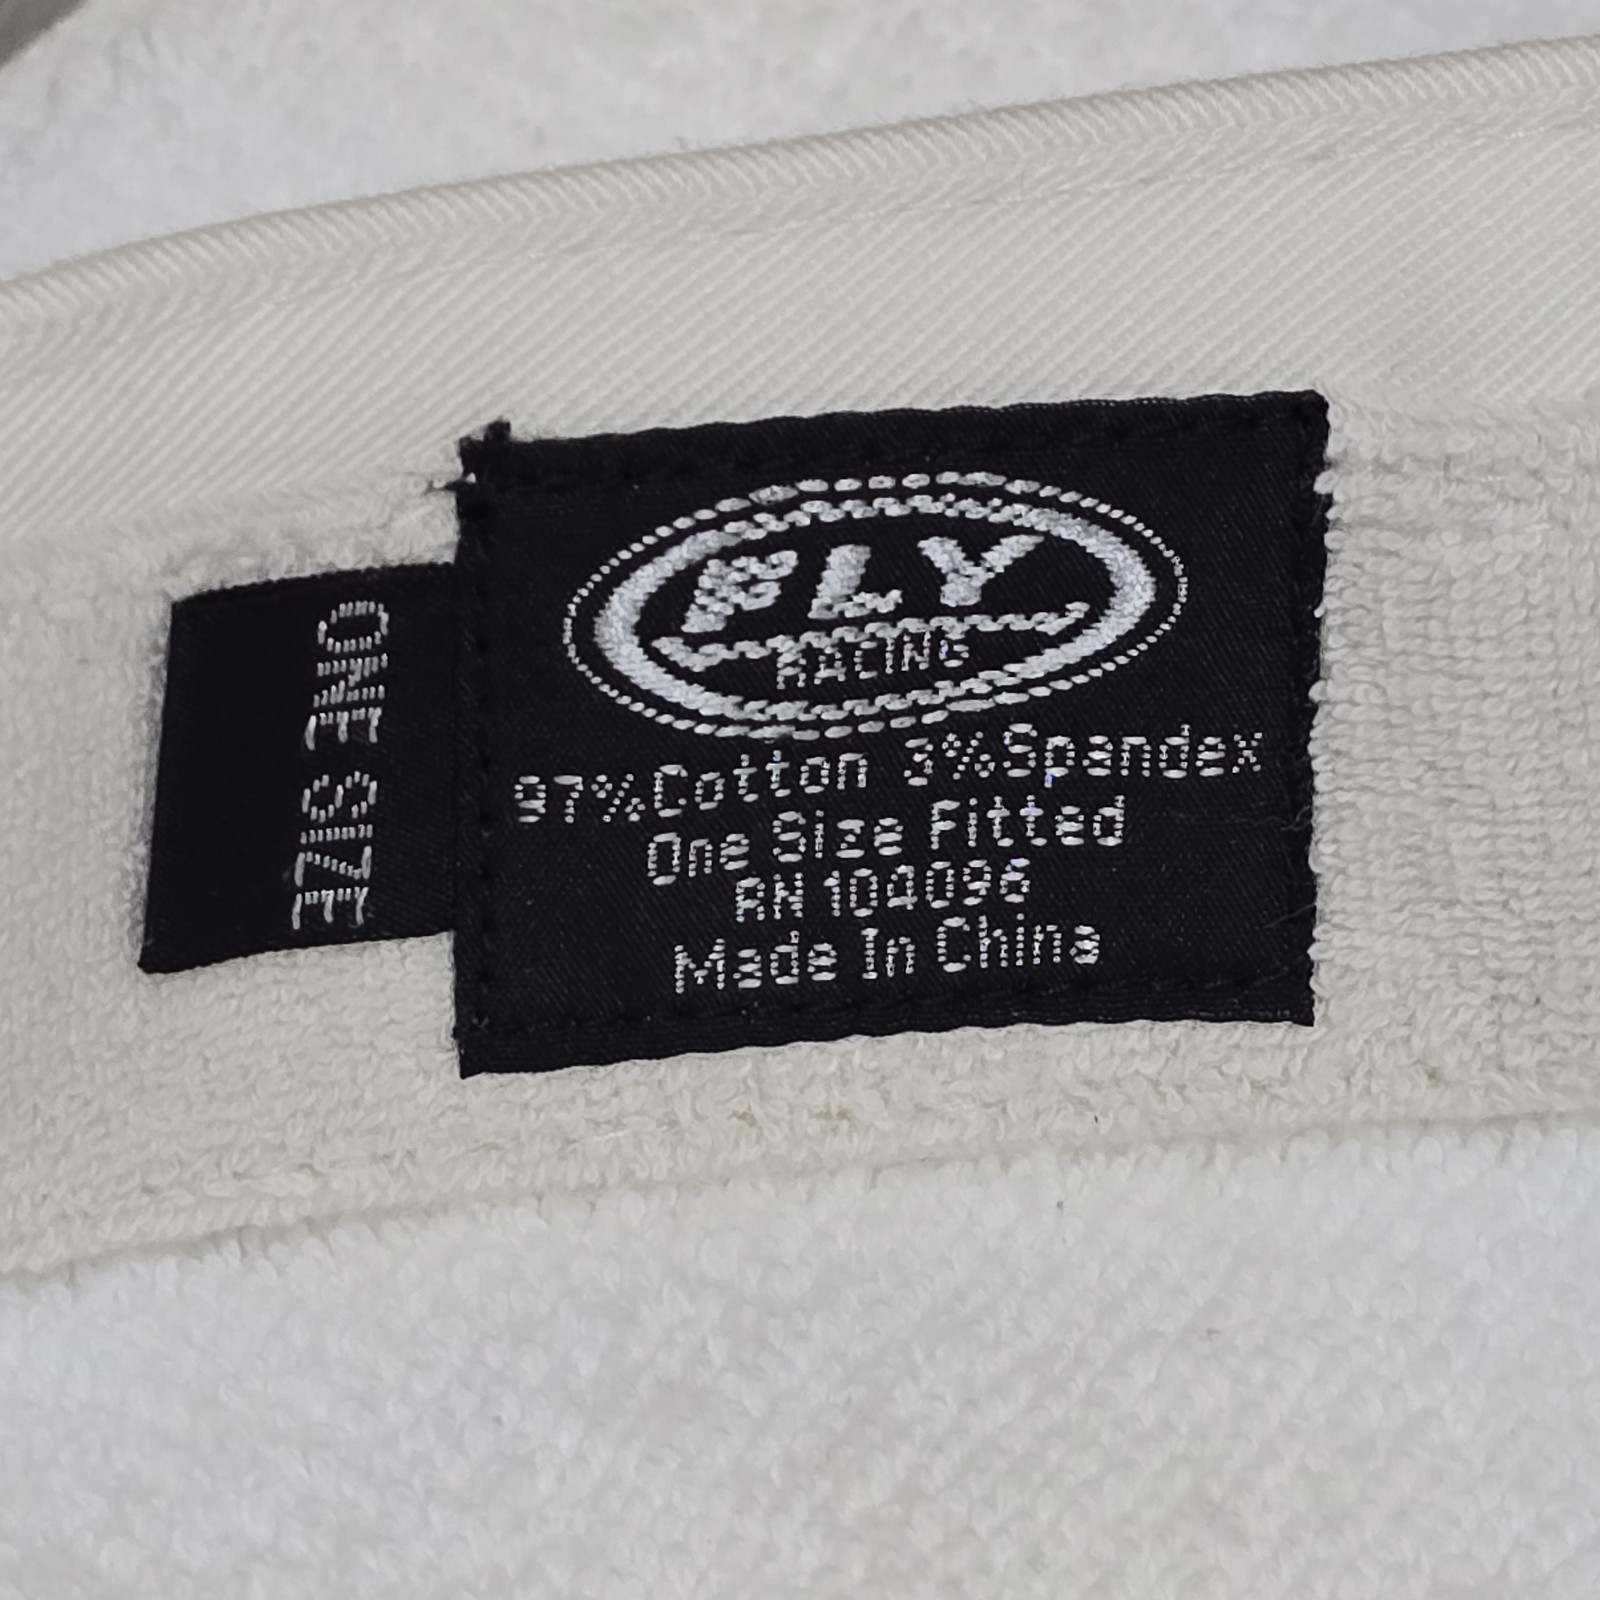 FLY
RACING
97%Cotton 3%Spandex
One Size Fitted
RN 104096
Made In China
ONE SIZE